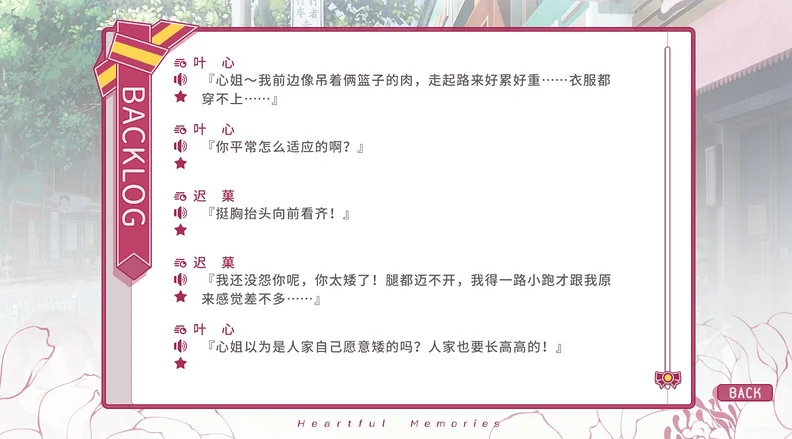 BACKLOG
叶 心
『心姐～我前边像吊着俩篮子的肉，走起路来好累好重……衣服都
穿不上……』
叶 心
『你平常怎么适应的啊？』
迟 菓
『挺胸抬头向前看齐！』
迟 菓
『我还没怨你呢，你太矮了！腿都迈不开，我得一路小跑才跟我原
来感觉差不多……』
叶 心
『心姐以为是人家自己愿意矮的吗？人家也要长高高的！』
BACK
Heartful Memories